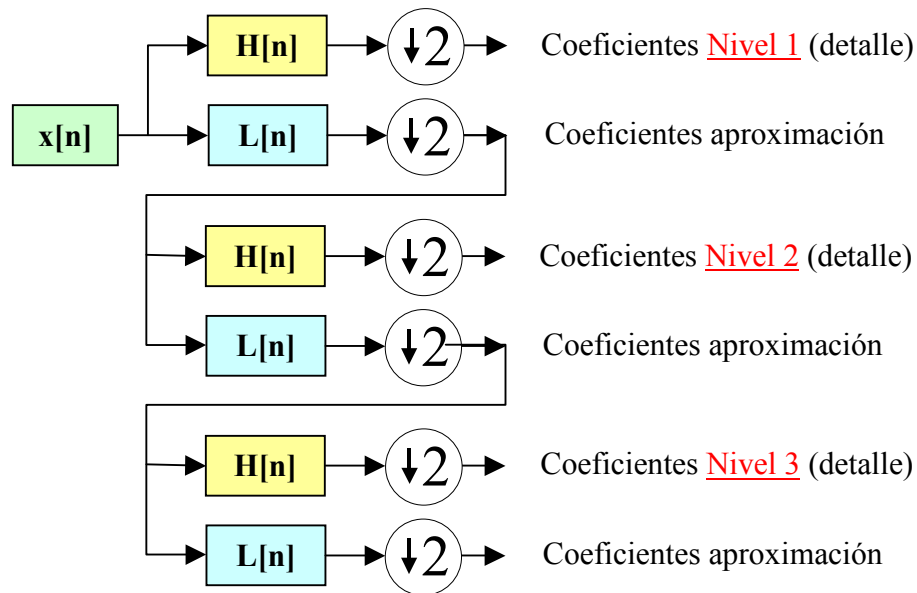 H[n] ↓2 Coeficientes Nivel 1 (detalle)
x[n] L[n] ↓2 Coeficientes aproximación
H[n] ↓2 Coeficientes Nivel 2 (detalle)
L[n] ↓2 Coeficientes aproximación
H[n] ↓2 Coeficientes Nivel 3 (detalle)
L[n] ↓2 Coeficientes aproximación